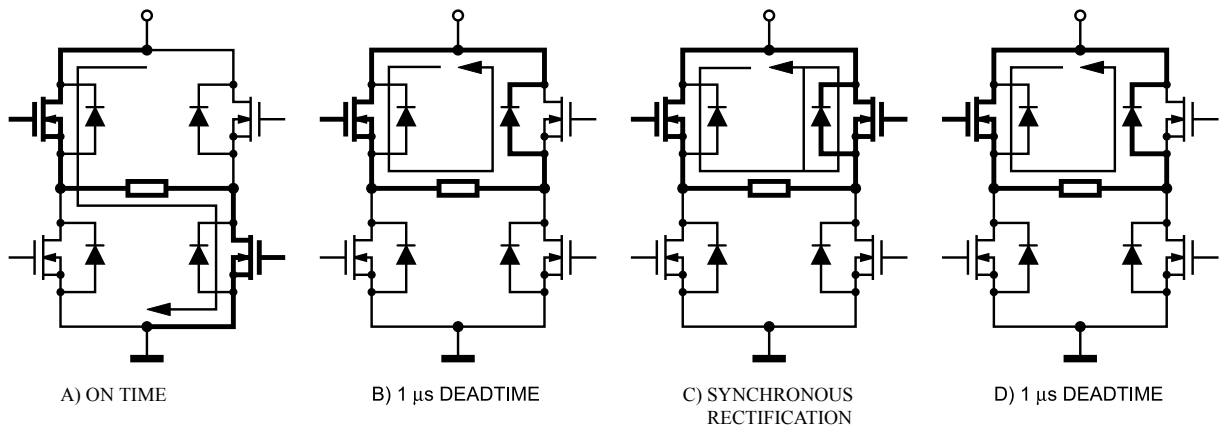 A) ON TIME
B) 1 μs DEADTIME
C) SYNCHRONOUS
RECTIFICATION
D) 1 μs DEADTIME